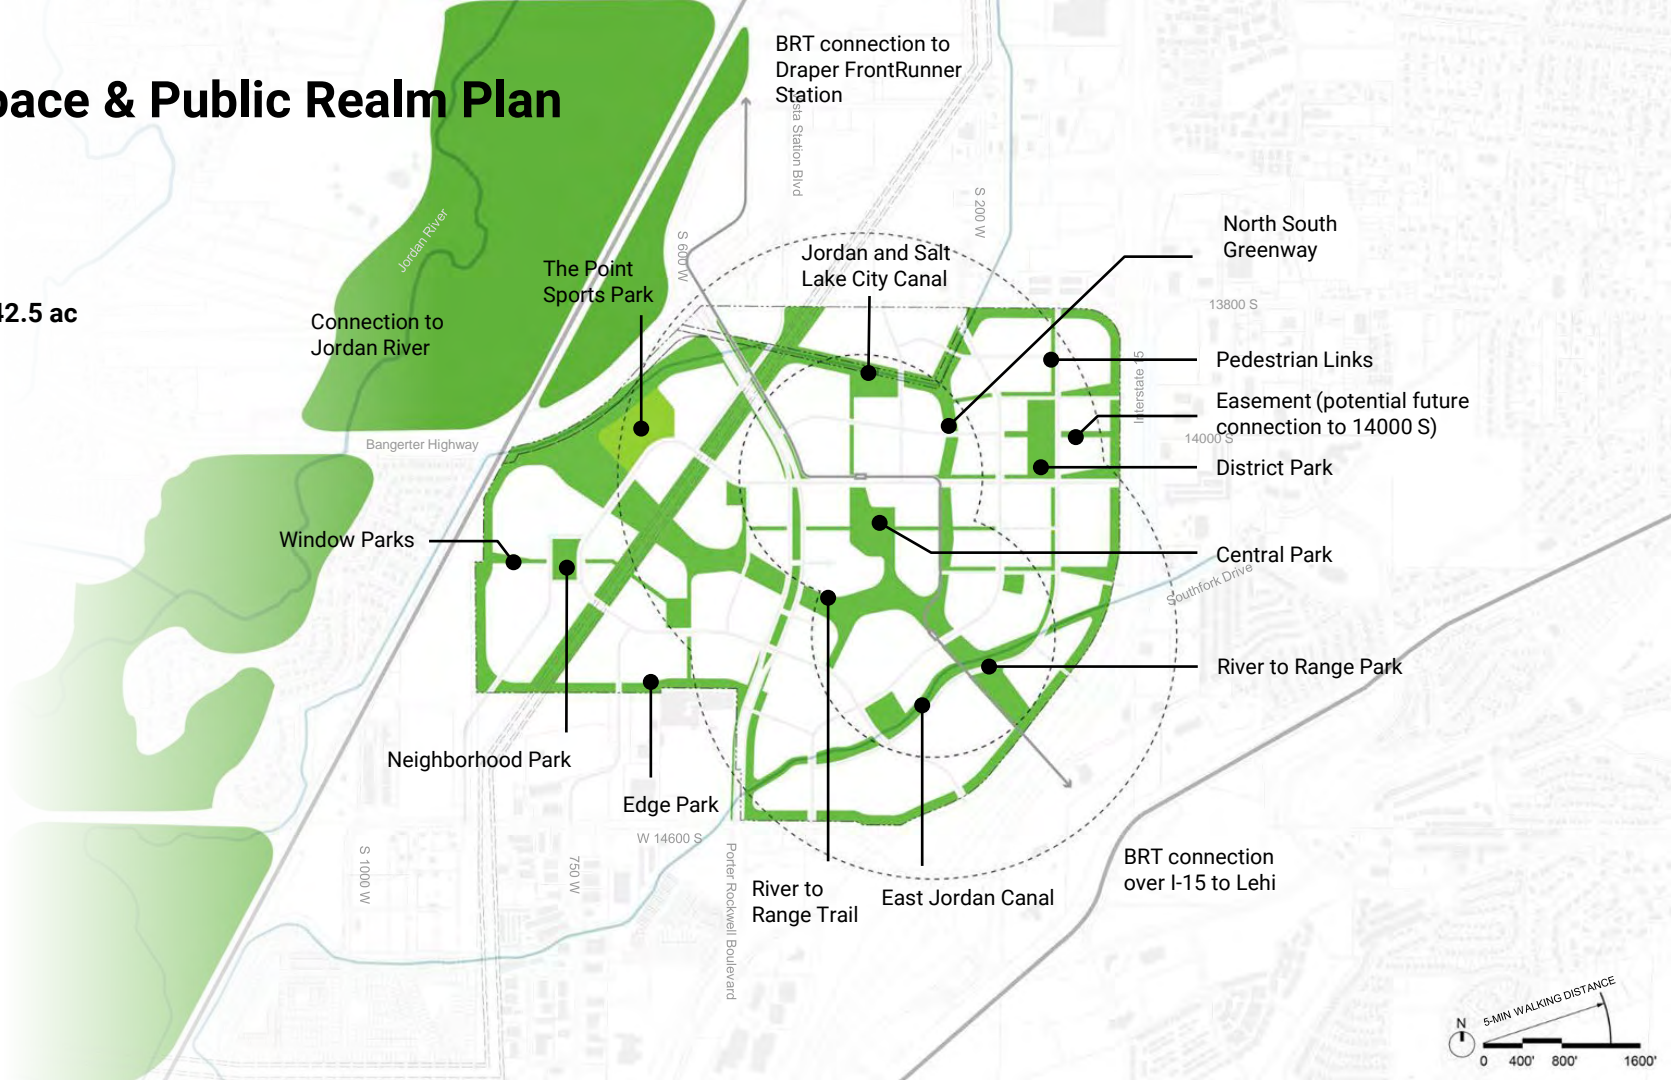 pace & Public Realm Plan
42.5 ac
BRT connection to
Draper FrontRunner
Station
sta Station Blvd
S 200 W
S 600 W
Jordan River
North South
Greenway
Jordan and Salt
Lake City Canal
The Point
Sports Park
Connection to
Jordan River
13800 S
Pedestrian Links
Interstate 15
Easement (potential future
connection to 14000 S)
14000 S
District Park
Bangerter Highway
Window Parks
Central Park
Southfork Drive
River to Range Park
Neighborhood Park
Edge Park
W 14600 S
S 1000 W
750 W
Porter Rockwell Boulevard
River to
Range Trail
East Jordan Canal
BRT connection
over I-15 to Lehi
N
5-MIN WALKING DISTANCE
0 400' 800' 1600'